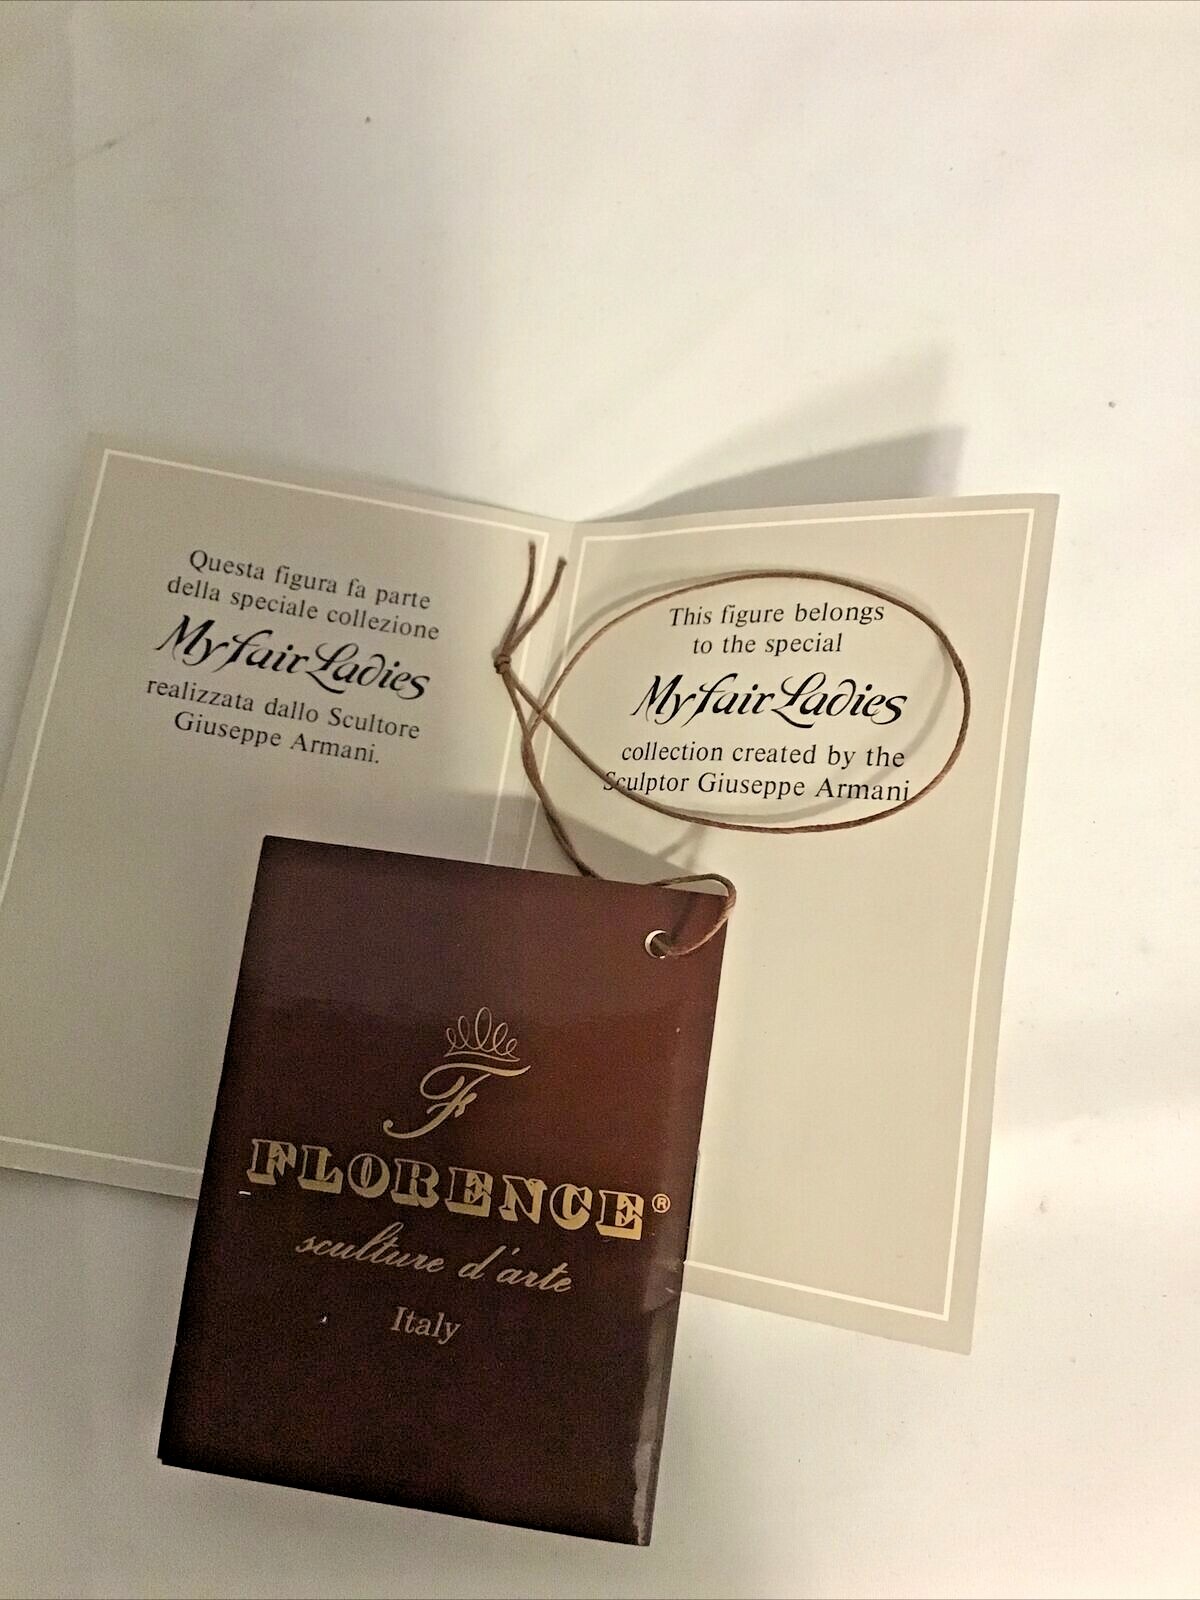 Questa figura fa parte
della speciale collezione
My fair Ladies
realizzata dallo Scultore
Giuseppe Armani.
This figure belongs
to the special
My fair Ladies
collection created by the
Sculptor Giuseppe Armani
F
FLORENCE®
sculture d'arte
Italy